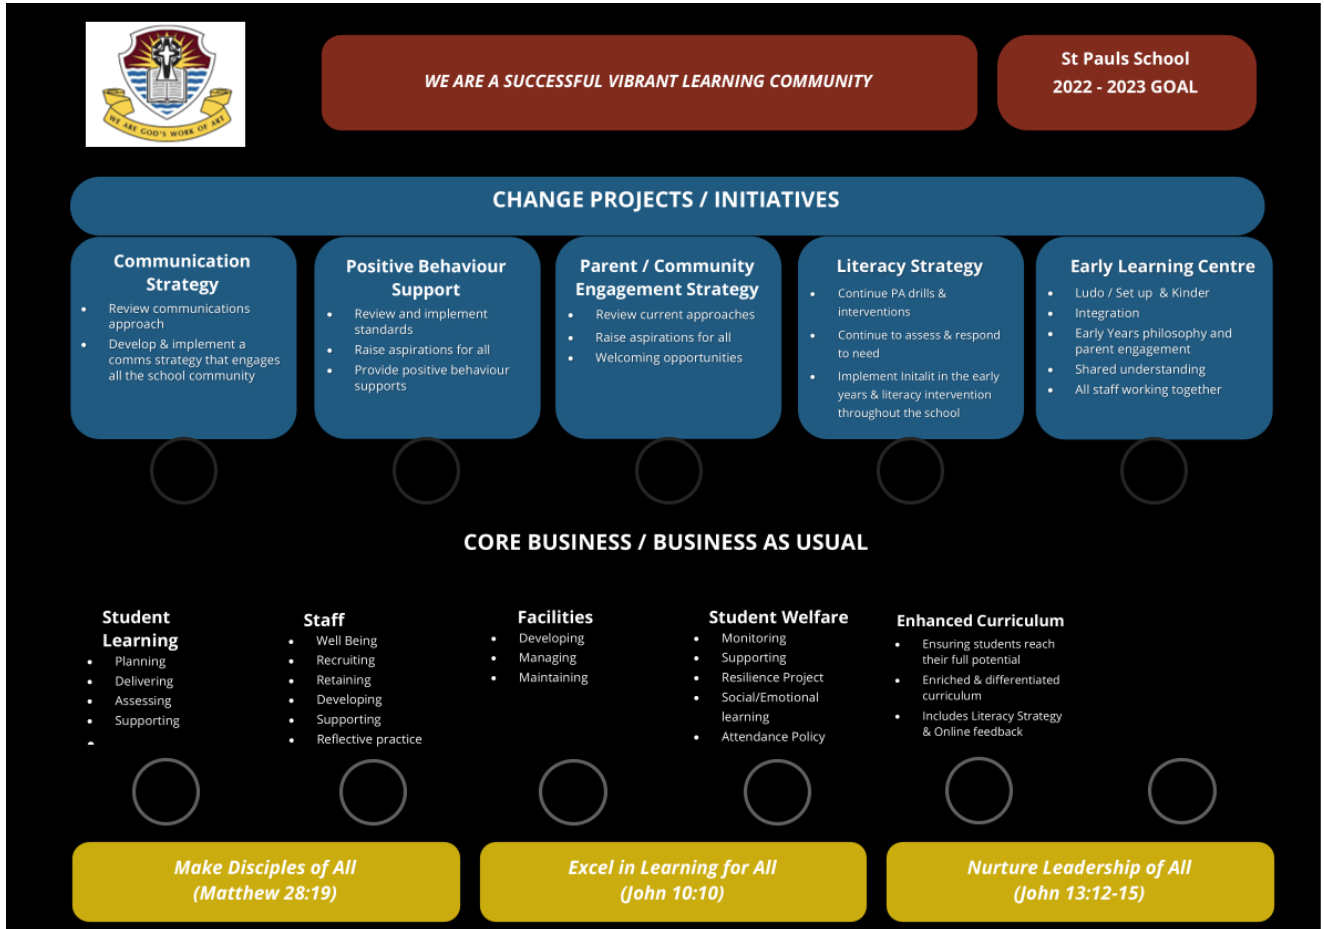 WE ARE GOD'S WORK OF ART
WE ARE A SUCCESSFUL VIBRANT LEARNING COMMUNITY
St Pauls School
2022 - 2023 GOAL
CHANGE PROJECTS / INITIATIVES
Communication
Strategy
• Review communications
approach
• Develop & implement a
comms strategy that engages
all the school community
Positive Behaviour
Support
• Review and implement
standards
• Raise aspirations for all
• Provide positive behaviour
supports
Parent / Community
Engagement Strategy
• Review current approaches
• Raise aspirations for all
• Welcoming opportunities
Literacy Strategy
• Continue PA drills &
interventions
• Continue to assess & respond
to need
• Implement Initalit in the early
years & literacy intervention
throughout the school
Early Learning Centre
• Ludo / Set up & Kinder
• Integration
• Early Years philosophy and
parent engagement
• Shared understanding
• All staff working together
CORE BUSINESS / BUSINESS AS USUAL
Student
Learning
• Planning
• Delivering
• Assessing
• Supporting
•
Staff
• Well Being
• Recruiting
• Retaining
• Developing
• Supporting
• Reflective practice
Facilities
• Developing
• Managing
• Maintaining
Student Welfare
• Monitoring
• Supporting
• Resilience Project
• Social/Emotional
learning
• Attendance Policy
Enhanced Curriculum
• Ensuring students reach
their full potential
• Enriched & differentiated
curriculum
• Includes Literacy Strategy
& Online feedback
Make Disciples of All
(Matthew 28:19)
Excel in Learning for All
(John 10:10)
Nurture Leadership of All
(John 13:12-15)